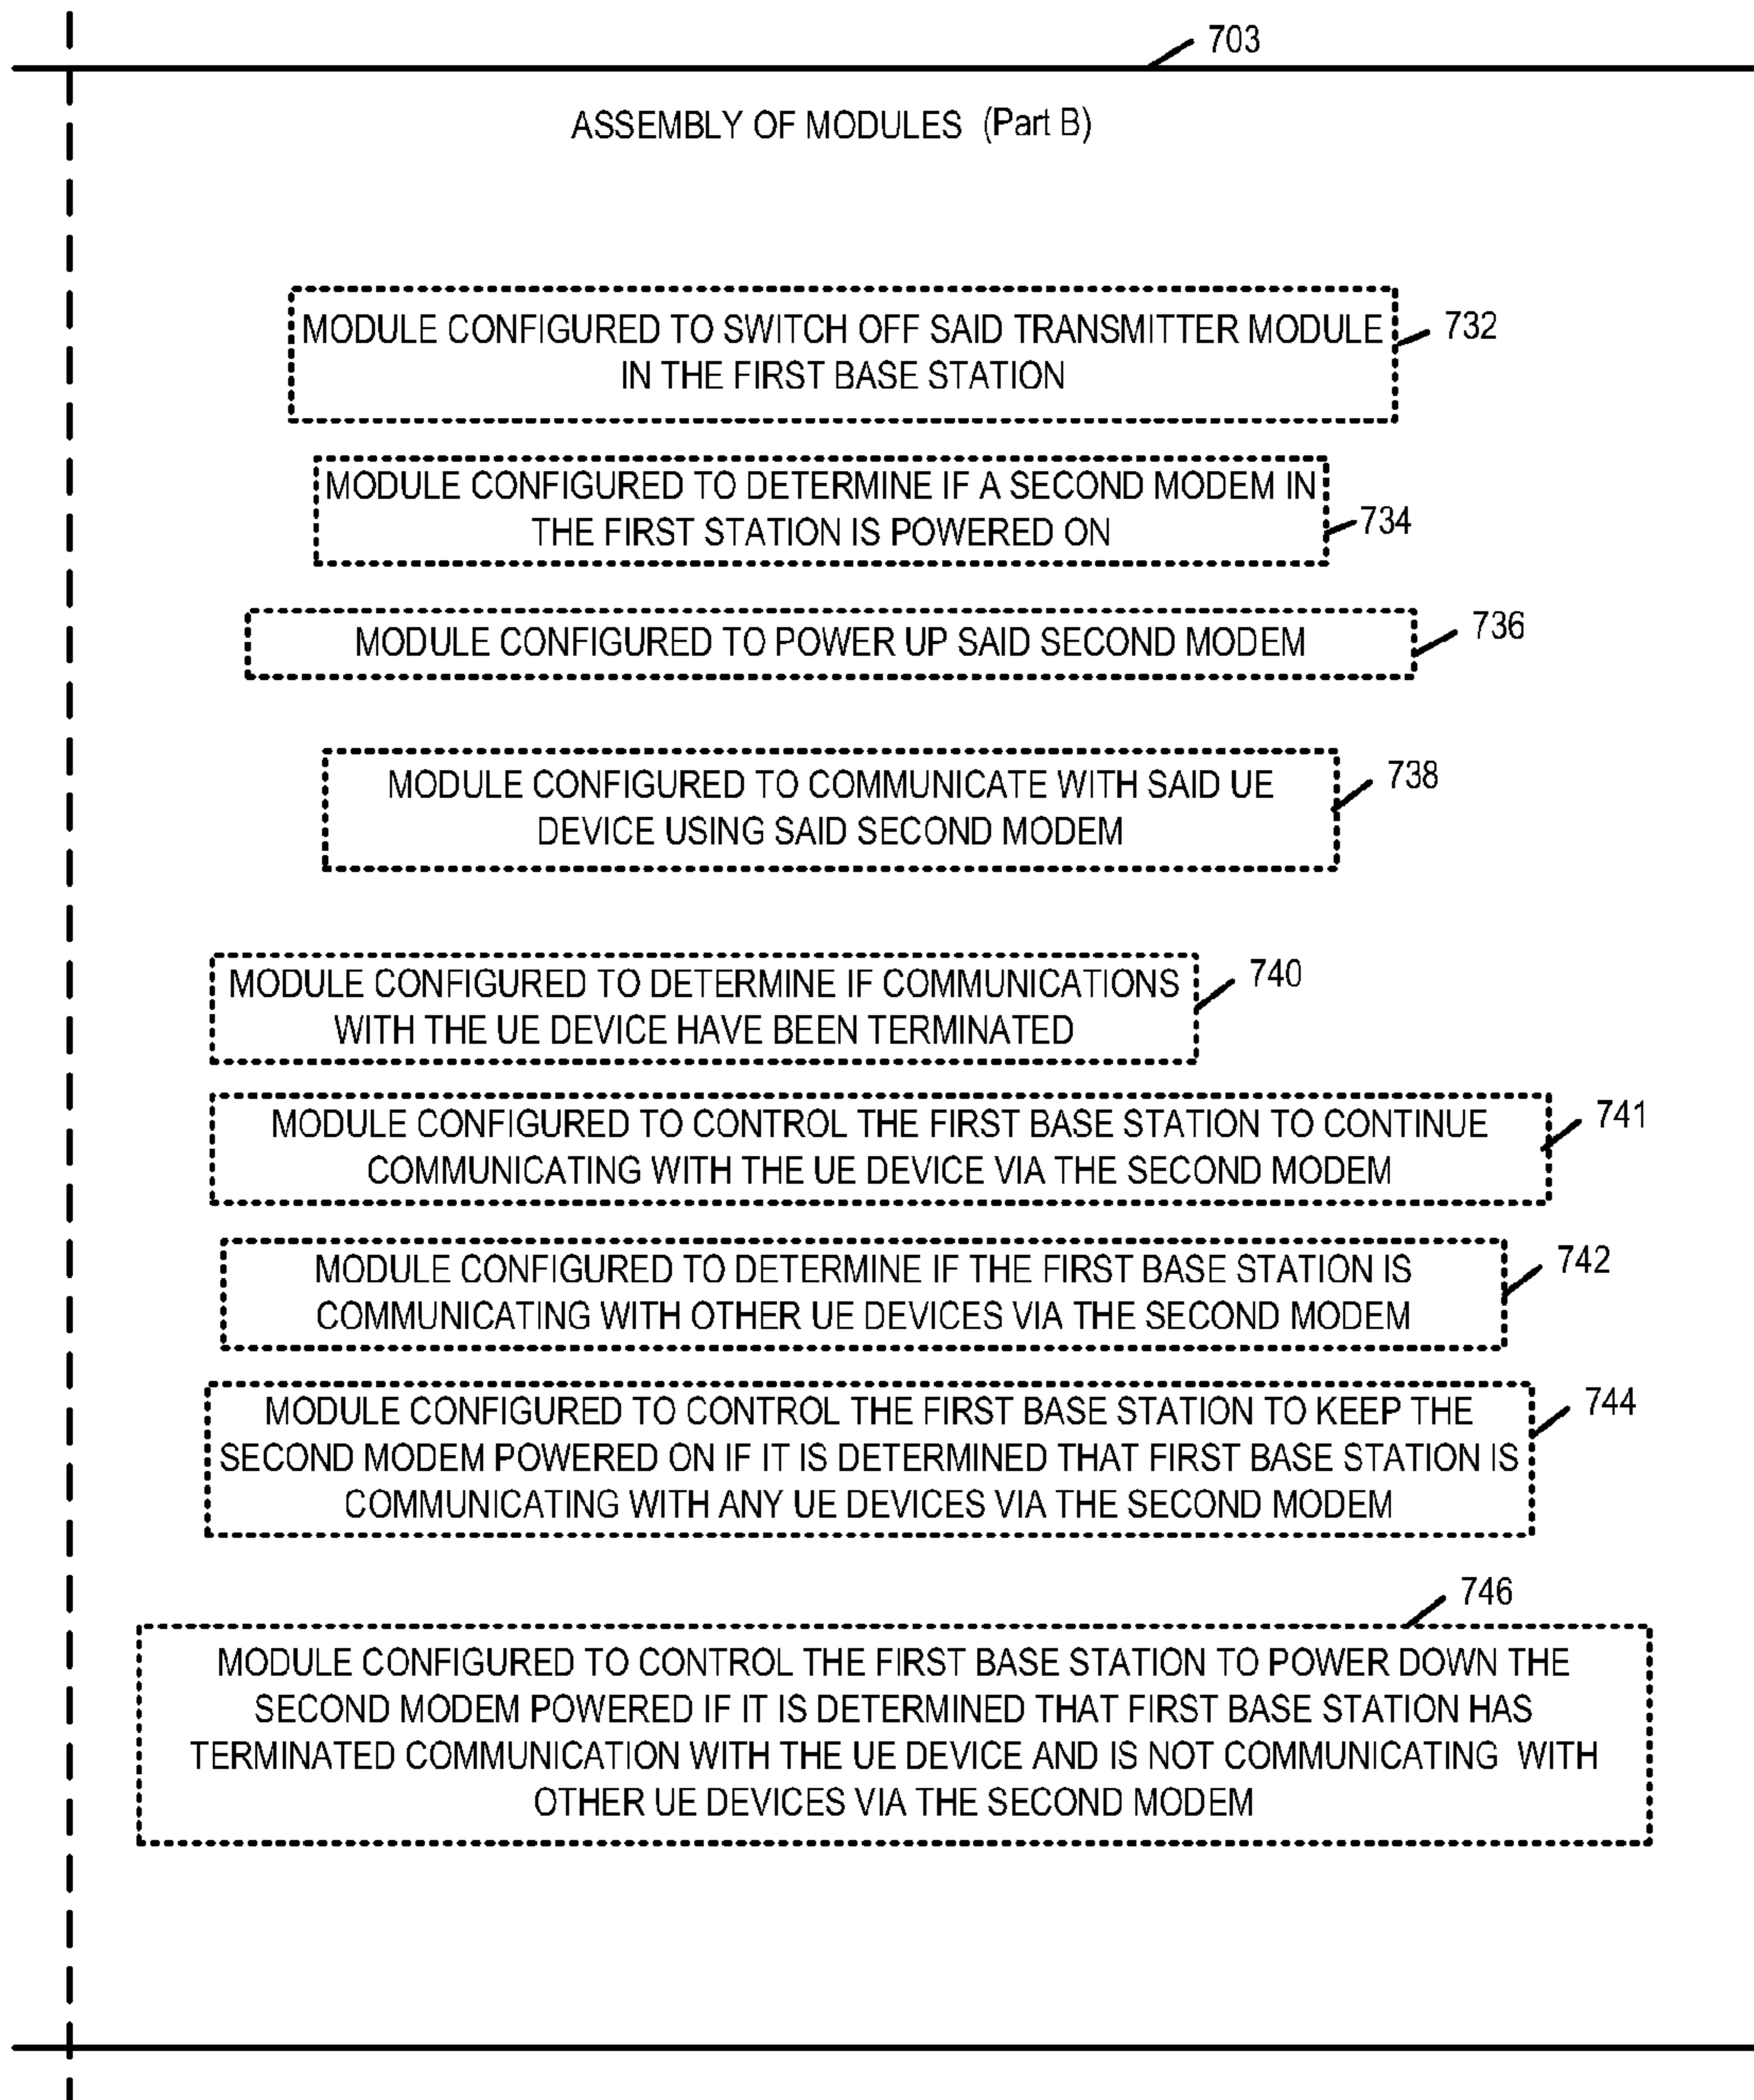 703
ASSEMBLY OF MODULES (Part B)
MODULE CONFIGURED TO SWITCH OFF SAID TRANSMITTER MODULE
IN THE FIRST BASE STATION
732
MODULE CONFIGURED TO DETERMINE IF A SECOND MODEM IN
THE FIRST STATION IS POWERED ON
734
MODULE CONFIGURED TO POWER UP SAID SECOND MODEM
736
MODULE CONFIGURED TO COMMUNICATE WITH SAID UE
DEVICE USING SAID SECOND MODEM
738
MODULE CONFIGURED TO DETERMINE IF COMMUNICATIONS
WITH THE UE DEVICE HAVE BEEN TERMINATED
740
MODULE CONFIGURED TO CONTROL THE FIRST BASE STATION TO CONTINUE
COMMUNICATING WITH THE UE DEVICE VIA THE SECOND MODEM
741
MODULE CONFIGURED TO DETERMINE IF THE FIRST BASE STATION IS
COMMUNICATING WITH OTHER UE DEVICES VIA THE SECOND MODEM
742
MODULE CONFIGURED TO CONTROL THE FIRST BASE STATION TO KEEP THE
SECOND MODEM POWERED ON IF IT IS DETERMINED THAT FIRST BASE STATION IS
COMMUNICATING WITH ANY UE DEVICES VIA THE SECOND MODEM
744
746
MODULE CONFIGURED TO CONTROL THE FIRST BASE STATION TO POWER DOWN THE
SECOND MODEM POWERED IF IT IS DETERMINED THAT FIRST BASE STATION HAS
TERMINATED COMMUNICATION WITH THE UE DEVICE AND IS NOT COMMUNICATING WITH
OTHER UE DEVICES VIA THE SECOND MODEM